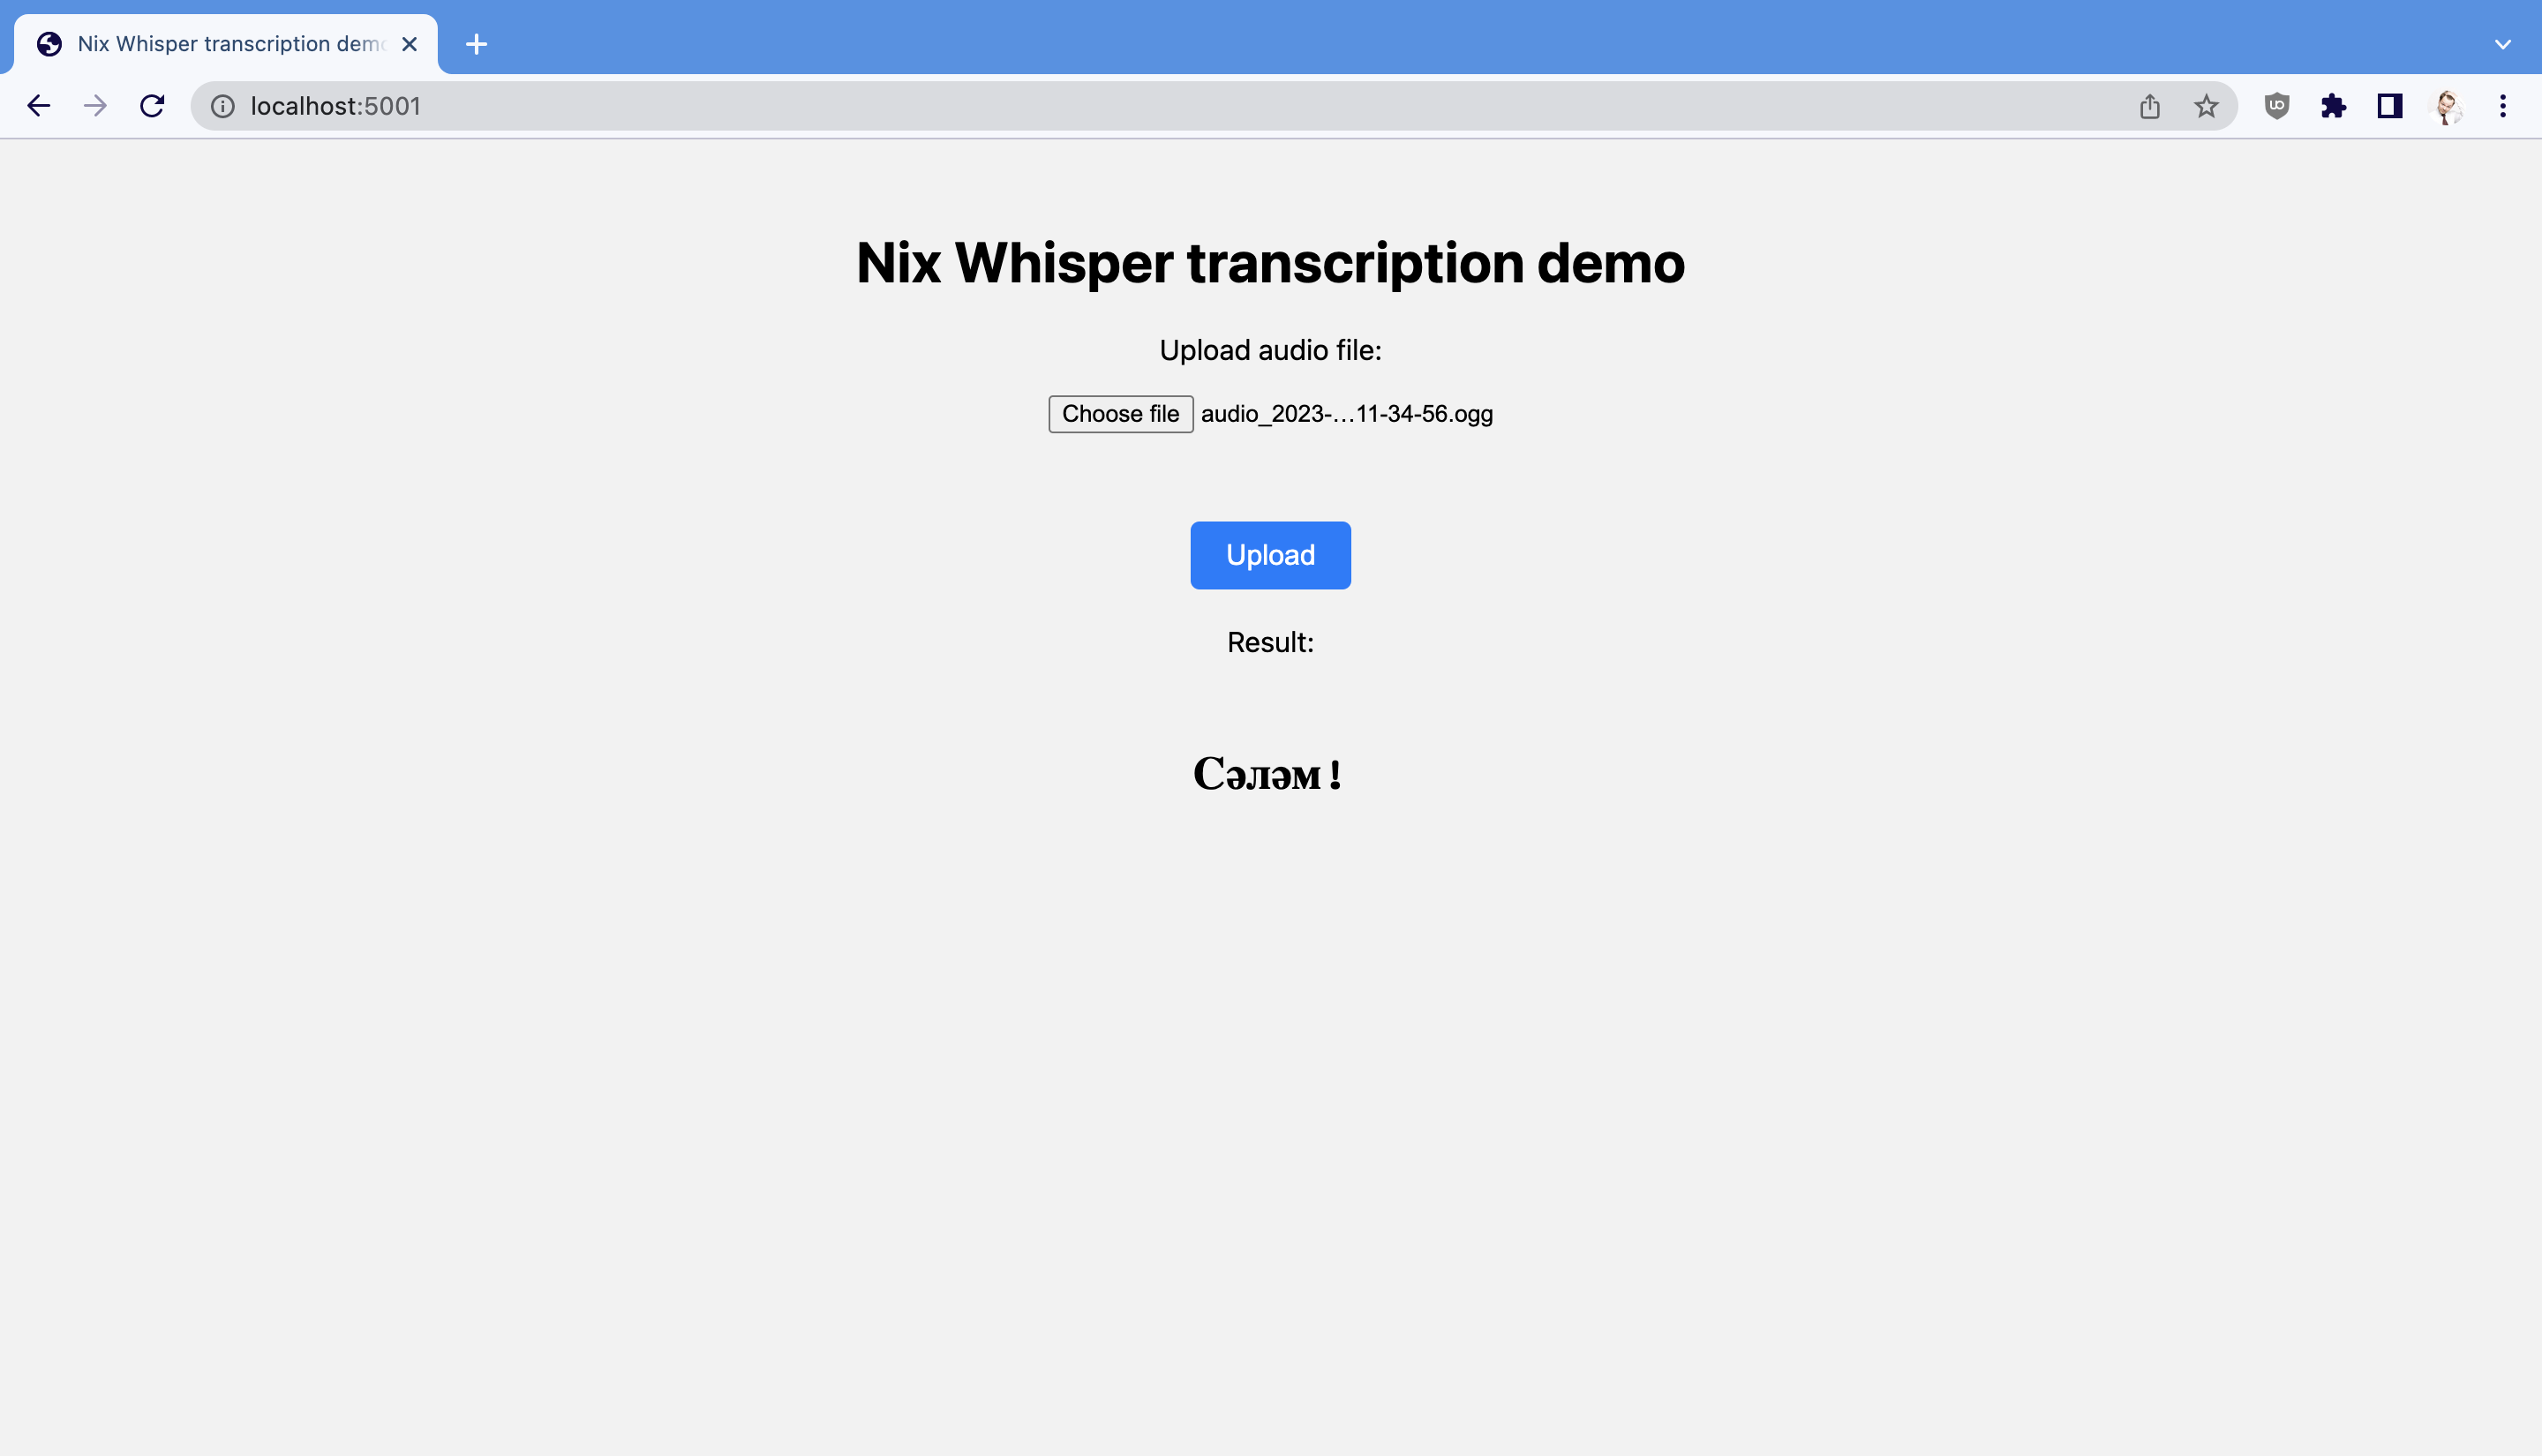 Nix Whisper transcription dem
localhost:5001
Nix Whisper transcription demo
Upload audio file:
Choose file audio_2023-…11-34-56.ogg
Upload
Result:
Сәләм!